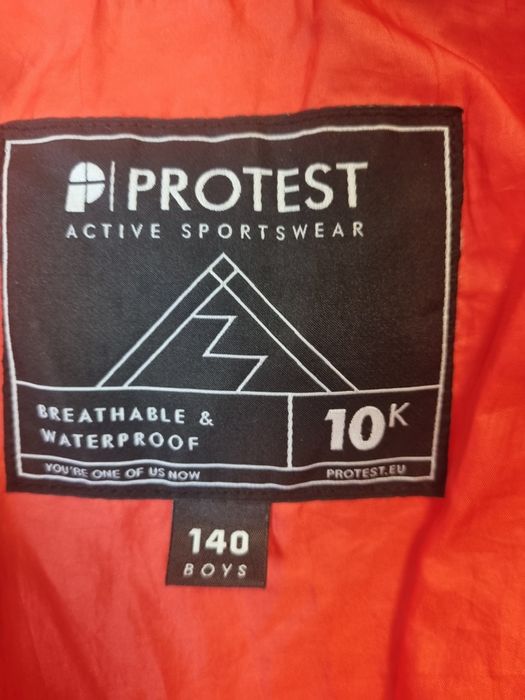 P|PROTEST
ACTIVE SPORTSWEAR
BREATHABLE &
WATERPROOF
10K
YOU'RE ONE OF US NOW
PROTEST.EU
140
BOYS